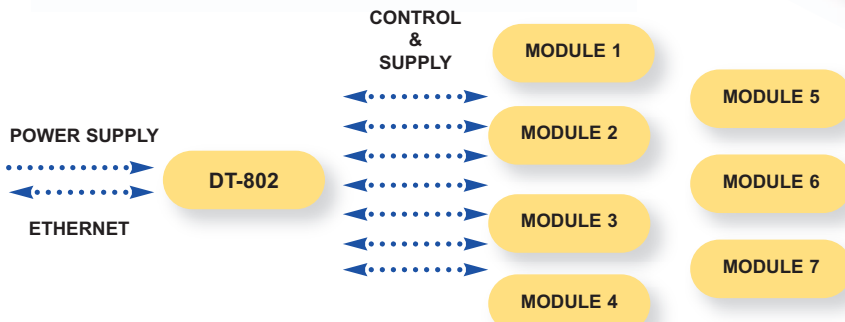 CONTROL
&
SUPPLY
MODULE 1
MODULE 5
MODULE 2
POWER SUPPLY
DT-802
MODULE 6
ETHERNET
MODULE 3
MODULE 7
MODULE 4